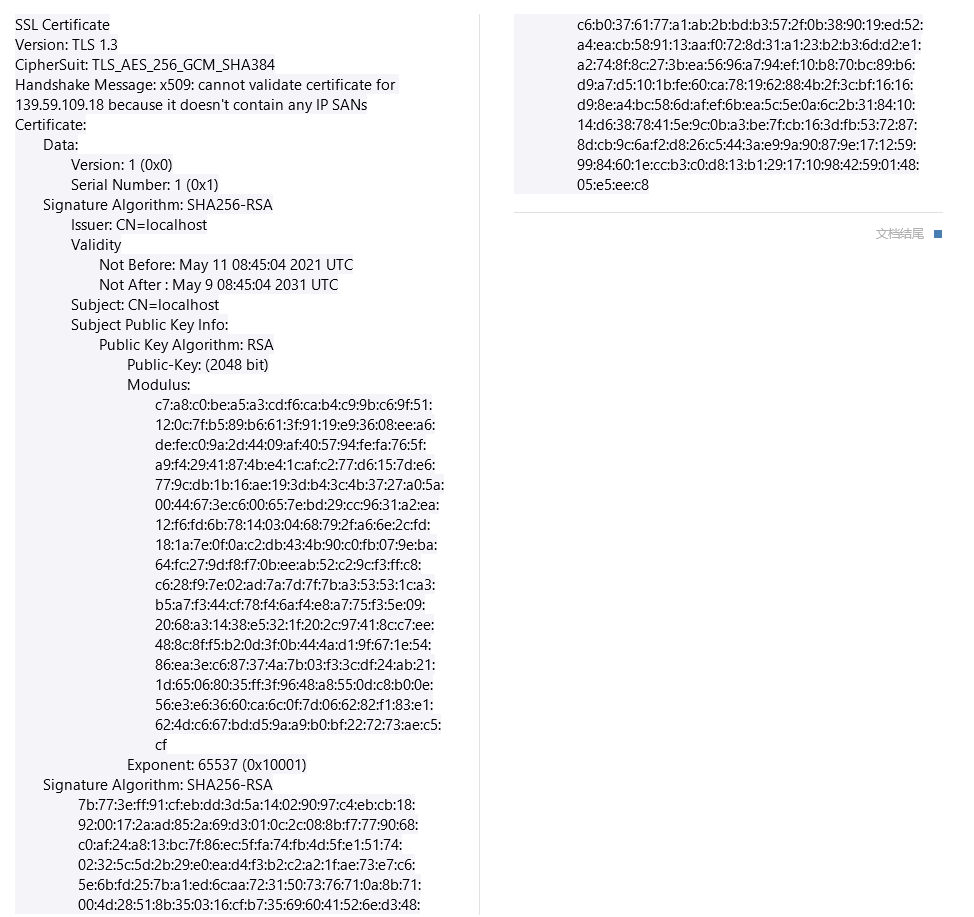 SSL Certificate
Version: TLS 1.3
CipherSuit: TLS_AES_256_GCM_SHA384
Handshake Message: x509: cannot validate certificate for
139.59.109.18 because it doesn't contain any IP SANs
Certificate:
Data:
Version: 1 (0x0)
Serial Number: 1 (0x1)
Signature Algorithm: SHA256-RSA
Issuer: CN=localhost
Validity
Not Before: May 11 08:45:04 2021 UTC
Not After : May 9 08:45:04 2031 UTC
Subject: CN=localhost
Subject Public Key Info:
Public Key Algorithm: RSA
Public-Key: (2048 bit)
Modulus:
c7:a8:c0:be:a5:a3:cd:f6:ca:b4:c9:9b:c6:9f:51:
12:0c:7f:b5:89:b6:61:3f:91:19:e9:36:08:ee:a6:
de:fe:c0:9a:2d:44:09:af:40:57:94:fe:fa:76:5f:
a9:f4:29:41:87:4b:e4:1c:af:c2:77:d6:15:7d:e6:
77:9c:db:1b:16:ae:19:3d:b4:3c:4b:37:27:a0:5a:
00:44:67:3e:c6:00:65:7e:bd:29:cc:96:31:a2:ea:
12:f6:fd:6b:78:14:03:04:68:79:2f:a6:6e:2c:fd:
18:1a:7e:0f:0a:c2:db:43:4b:90:c0:fb:07:9e:ba:
64:fc:27:9d:f8:f7:0b:ee:ab:52:c2:9c:f3:ff:c8:
c6:28:f9:7e:02:ad:7a:7d:7f:7b:a3:53:53:1c:a3:
b5:a7:f3:44:cf:78:f4:6a:f4:e8:a7:75:f3:5e:09:
20:68:a3:14:38:e5:32:1f:20:2c:97:41:8c:c7:ee:
48:8c:8f:f5:b2:0d:3f:0b:44:4a:d1:9f:67:1e:54:
86:ea:3e:c6:87:37:4a:7b:03:f3:3c:df:24:ab:21:
1d:65:06:80:35:ff:3f:96:48:a8:55:0d:c8:b0:0e:
56:e3:e6:36:60:ca:6c:0f:7d:06:62:82:f1:83:e1:
62:4d:c6:67:bd:d5:9a:a9:b0:bf:22:72:73:ae:c5:
cf
Exponent: 65537 (0x10001)
Signature Algorithm: SHA256-RSA
7b:77:3e:ff:91:cf:eb:dd:3d:5a:14:02:90:97:c4:eb:cb:18:
92:00:17:2a:ad:85:2a:69:d3:01:0c:2c:08:8b:f7:77:90:68:
c0:af:24:a8:13:bc:7f:86:ec:5f:fa:74:fb:4d:5f:e1:51:74:
02:32:5c:5d:2b:29:e0:ea:d4:f3:b2:c2:a2:1f:ae:73:e7:c6:
5e:6b:fd:25:7b:a1:ed:6c:aa:72:31:50:73:76:71:0a:8b:71:
00:4d:28:51:8b:35:03:16:cf:b7:35:69:60:41:52:6e:d3:48:
c6:b0:37:61:77:a1:ab:2b:bd:b3:57:2f:0b:38:90:19:ed:52:
a4:ea:cb:58:91:13:aa:f0:72:8d:31:a1:23:b2:b3:6d:d2:e1:
a2:74:8f:8c:27:3b:ea:56:96:a7:94:ef:10:b8:70:bc:89:b6:
d9:a7:d5:10:1b:fe:60:ca:78:19:62:88:4b:2f:3c:bf:16:16:
d9:8e:a4:bc:58:6d:af:ef:6b:ea:5c:5e:0a:6c:2b:31:84:10:
14:d6:38:78:41:5e:9c:0b:a3:be:7f:cb:16:3d:fb:53:72:87:
8d:cb:9c:6a:f2:d8:26:c5:44:3a:e9:9a:90:87:9e:17:12:59:
99:84:60:1e:cc:b3:c0:d8:13:b1:29:17:10:98:42:59:01:48:
05:e5:ee:c8
文档结尾